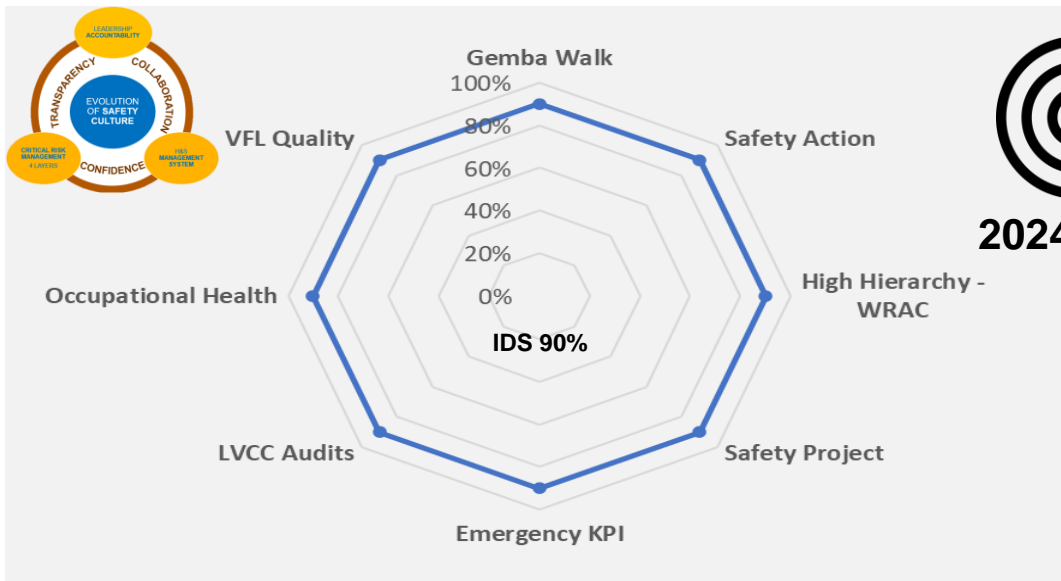 LEADERSHIP
ACCOUNTABILITY
TRANSPARENCY
COLLABORATION
EVOLUTION
OF SAFETY
CULTURE
CRITICAL RISK
MANAGEMENT
4 LAYERS
CONFIDENCE
H&S
MANAGEMENT
SYSTEM
Gemba Walk
100%
80%
60%
40%
20%
0%
VFL Quality
Safety Action
2024
Occupational Health
High Hierarchy -
WRAC
IDS 90%
LVCC Audits
Safety Project
Emergency KPI